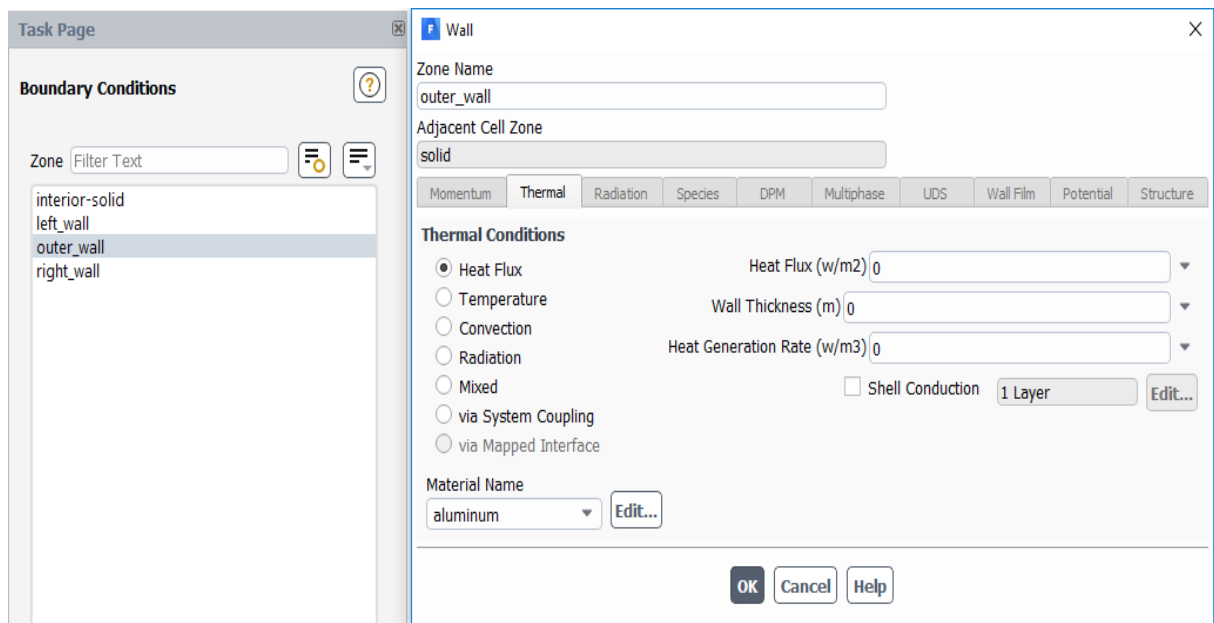 Task Page
Boundary Conditions
Zone Filter Text
interior-solid
left_wall
outer_wall
right_wall
F Wall
Zone Name
outer_wall
Adjacent Cell Zone
solid
Momentum Thermal Radiation Species DPM Multiphase UDS Wall Film Potential Structure
Thermal Conditions
Heat Flux
Temperature
Convection
Radiation
Mixed
via System Coupling
via Mapped Interface
Heat Flux (w/m2) 0
Wall Thickness (m) 0
Heat Generation Rate (w/m3) 0
Shell Conduction 1 Layer Edit...
Material Name
aluminum Edit...
OK Cancel Help